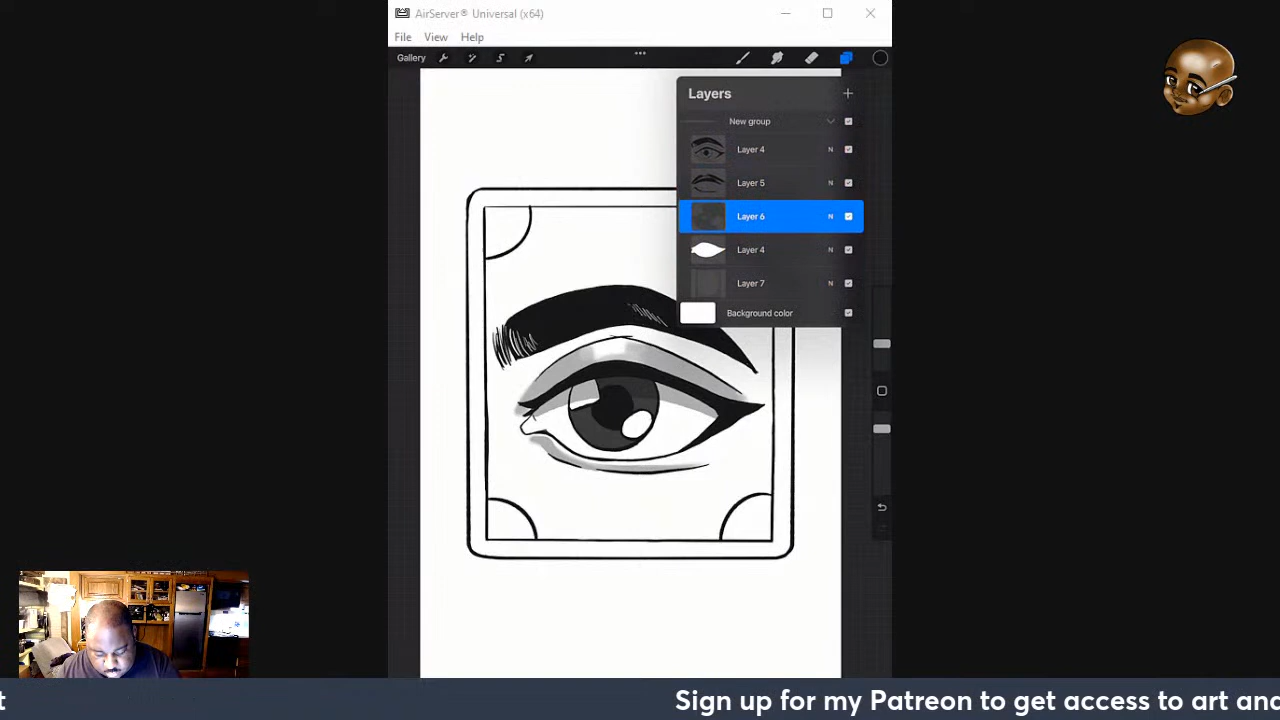 AirServer® Universal (x64)
File View Help
Gallery
Layers
New group
Layer 4 N
Layer 5 N
Layer 6 N
Layer 4 N
Layer 7 N
Background color
t Sign up for my Patreon to get access to art and